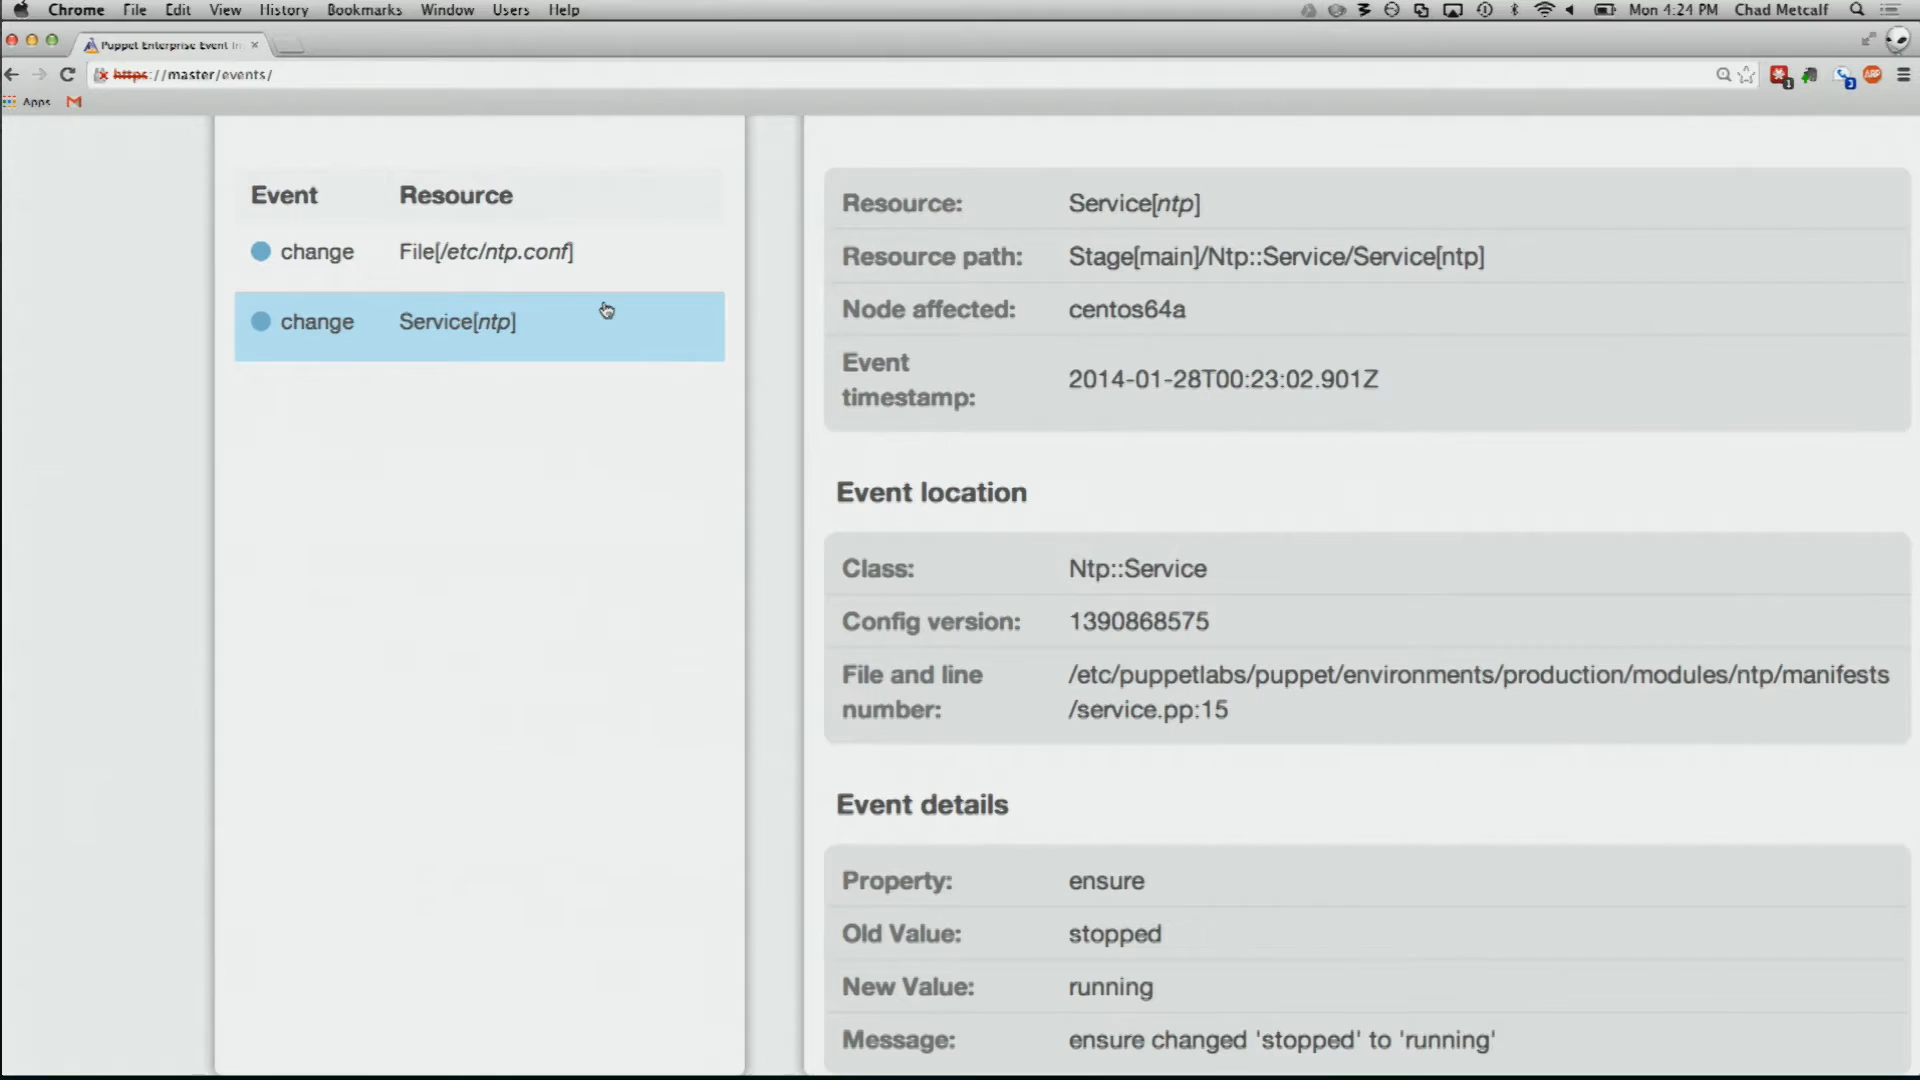 Chrome File Edit View History Bookmarks Window Users Help Mon 4:24 PM Chad Metcalf
Puppet Enterprise Event In
https://master/events/
Apps
Event Resource
change File[/etc/ntp.conf]
change Service[ntp]
Resource: Service[ntp]
Resource path: Stage[main]/Ntp::Service/Service[ntp]
Node affected: centos64a
Event
timestamp: 2014-01-28T00:23:02.901Z
Event location
Class: Ntp::Service
Config version: 1390868575
File and line /etc/puppetlabs/puppet/environments/production/modules/ntp/manifests
number: /service.pp:15
Event details
Property: ensure
Old Value: stopped
New Value: running
Message: ensure changed 'stopped' to 'running'